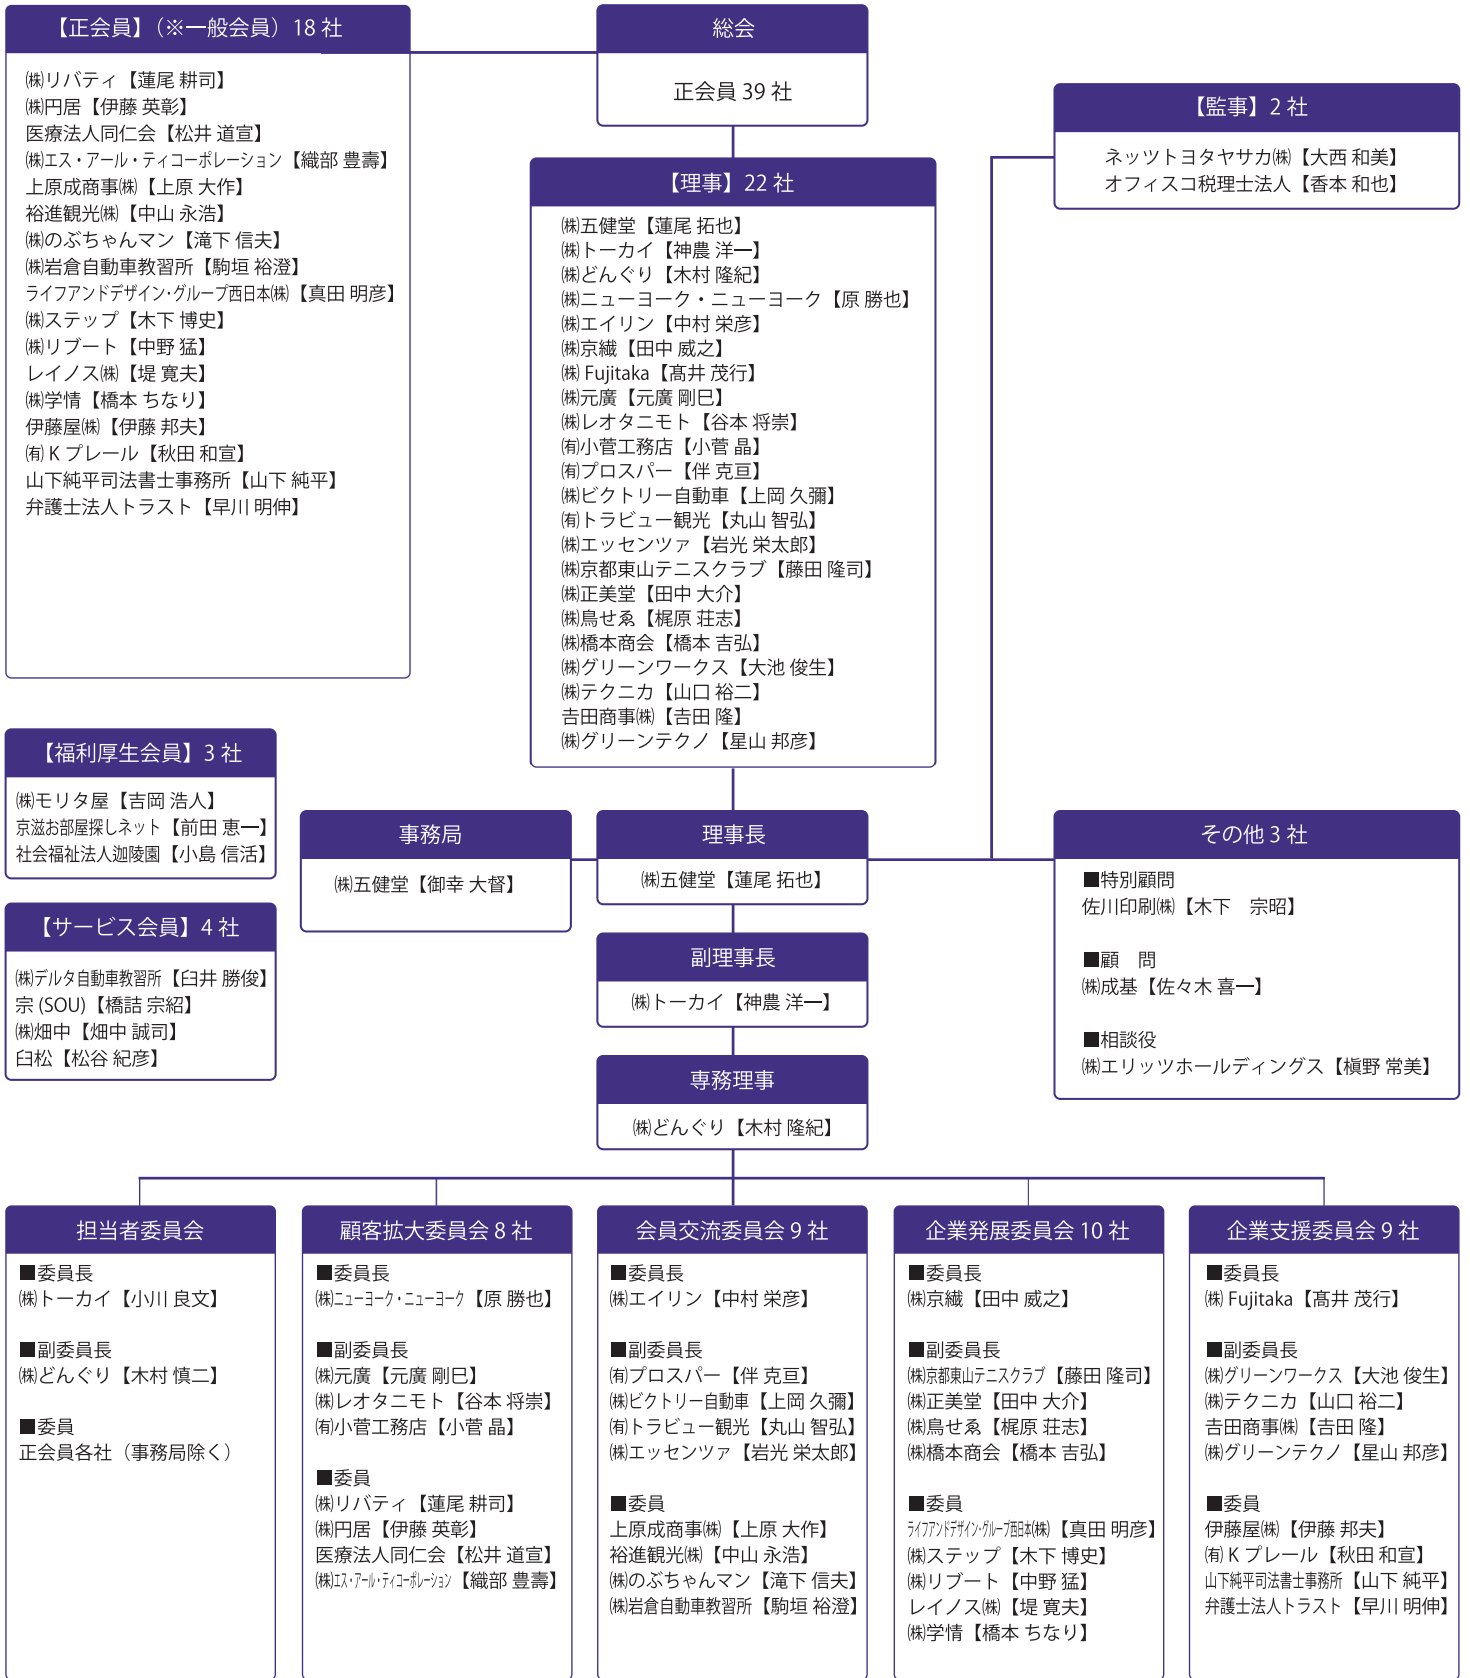 【正会員】（※一般会員）18 社
㈱リバティ【蓮尾 耕司】
㈱円居【伊藤 英彰】
医療法人同仁会【松井 道宣】
㈱エス・アール・ティコーポレーション【織部 豊壽】
上原成商事㈱【上原 大作】
裕進観光㈱【中山 永浩】
㈱のぶちゃんマン【滝下 信夫】
㈱岩倉自動車教習所【駒垣 裕澄】
ライフアンドデザイン・グループ西日本㈱【真田 明彦】
㈱ステップ【木下 博史】
㈱リブート【中野 猛】
レイノス㈱【堤 寛夫】
㈱学情【橋本 ちなり】
伊藤屋㈱【伊藤 邦夫】
㈲ K プレール【秋田 和宣】
山下純平司法書士事務所【山下 純平】
弁護士法人トラスト【早川 明伸】
総会
正会員 39 社
【監事】2 社
ネッツトヨタヤサカ㈱【大西 和美】
オフィスコ税理士法人【香本 和也】
【理事】22 社
㈱五健堂【蓮尾 拓也】
㈱トーカイ【神農 洋一】
㈱どんぐり【木村 隆紀】
㈱ニューヨーク・ニューヨーク【原 勝也】
㈱エイリン【中村 栄彦】
㈱京繊【田中 威之】
㈱ Fujitaka【髙井 茂行】
㈱元廣【元廣 剛巳】
㈱レオタニモト【谷本 将崇】
㈲小菅工務店【小菅 晶】
㈲プロスパー【伴 克亘】
㈱ビクトリー自動車【上岡 久彌】
㈲トラビュー観光【丸山 智弘】
㈱エッセンツァ【岩光 栄太郎】
㈱京都東山テニスクラブ【藤田 隆司】
㈱正美堂【田中 大介】
㈱鳥せゑ【梶原 荘志】
㈱橋本商会【橋本 吉弘】
㈱グリーンワークス【大池 俊生】
㈱テクニカ【山口 裕二】
𠮷田商事㈱【𠮷田 隆】
㈱グリーンテクノ【星山 邦彦】
【福利厚生会員】3 社
㈱モリタ屋【吉岡 浩人】
京滋お部屋探しネット【前田 恵一】
社会福祉法人迦陵園【小島 信活】
【サービス会員】4 社
㈱デルタ自動車教習所【臼井 勝俊】
宗 (SOU)【橋詰 宗紹】
㈱畑中【畑中 誠司】
臼松【松谷 紀彦】
事務局
㈱五健堂【御幸 大督】
理事長
㈱五健堂【蓮尾 拓也】
副理事長
㈱トーカイ【神農 洋一】
専務理事
㈱どんぐり【木村 隆紀】
その他 3 社
■特別顧問
佐川印刷㈱【木下　宗昭】
■顧　問
㈱成基【佐々木 喜一】
■相談役
㈱エリッツホールディングス【槇野 常美】
担当者委員会
■委員長
㈱トーカイ【小川 良文】
■副委員長
㈱どんぐり【木村 慎二】
■委員
正会員各社（事務局除く）
顧客拡大委員会 8 社
■委員長
㈱ニューヨーク・ニューヨーク【原 勝也】
■副委員長
㈱元廣【元廣 剛巳】
㈱レオタニモト【谷本 将崇】
㈲小菅工務店【小菅 晶】
■委員
㈱リバティ【蓮尾 耕司】
㈱円居【伊藤 英彰】
医療法人同仁会【松井 道宣】
㈱エス・アール・ティコーポレーション【織部 豊壽】
会員交流委員会 9 社
■委員長
㈱エイリン【中村 栄彦】
■副委員長
㈲プロスパー【伴 克亘】
㈱ビクトリー自動車【上岡 久彌】
㈲トラビュー観光【丸山 智弘】
㈱エッセンツァ【岩光 栄太郎】
■委員
上原成商事㈱【上原 大作】
裕進観光㈱【中山 永浩】
㈱のぶちゃんマン【滝下 信夫】
㈱岩倉自動車教習所【駒垣 裕澄】
企業発展委員会 10 社
■委員長
㈱京繊【田中 威之】
■副委員長
㈱京都東山テニスクラブ【藤田 隆司】
㈱正美堂【田中 大介】
㈱鳥せゑ【梶原 荘志】
㈱橋本商会【橋本 吉弘】
■委員
ライフアンドデザイン・グループ西日本㈱【真田 明彦】
㈱ステップ【木下 博史】
㈱リブート【中野 猛】
レイノス㈱【堤 寛夫】
㈱学情【橋本 ちなり】
企業支援委員会 9 社
■委員長
㈱ Fujitaka【髙井 茂行】
■副委員長
㈱グリーンワークス【大池 俊生】
㈱テクニカ【山口 裕二】
𠮷田商事㈱【𠮷田 隆】
㈱グリーンテクノ【星山 邦彦】
■委員
伊藤屋㈱【伊藤 邦夫】
㈲ K プレール【秋田 和宣】
山下純平司法書士事務所【山下 純平】
弁護士法人トラスト【早川 明伸】